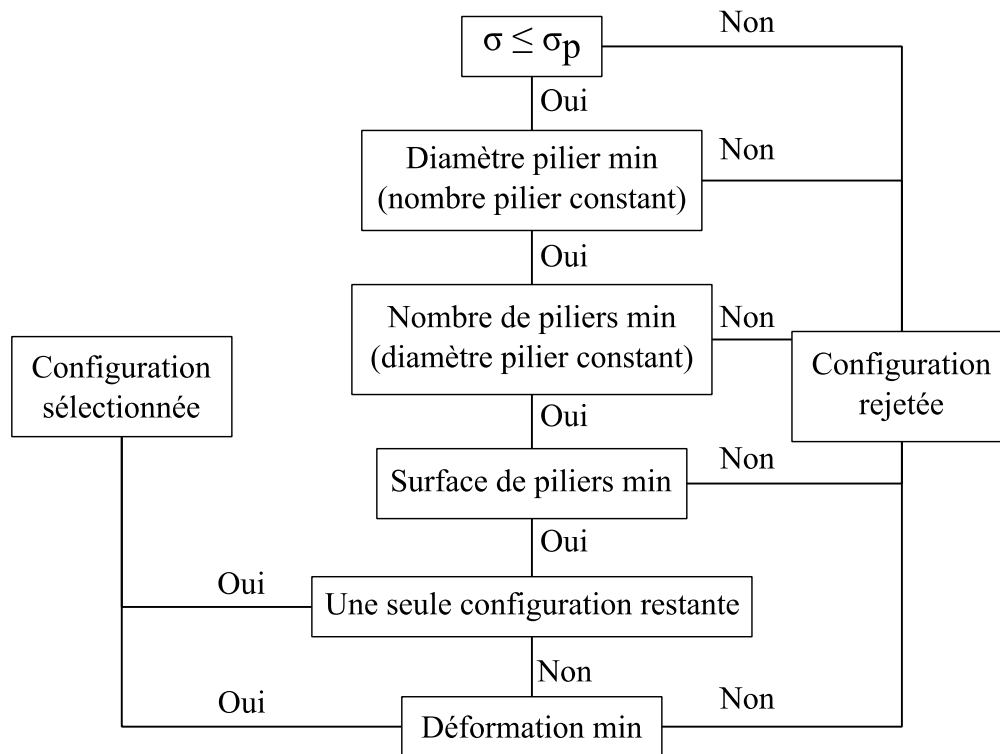 σ ≤ σp
Non
Oui
Diamètre pilier min
(nombre pilier constant)
Non
Oui
Nombre de piliers min
(diamètre pilier constant)
Non
Configuration
sélectionnée
Configuration
rejetée
Oui
Surface de piliers min
Non
Oui
Une seule configuration restante
Oui
Non
Déformation min
Oui
Non